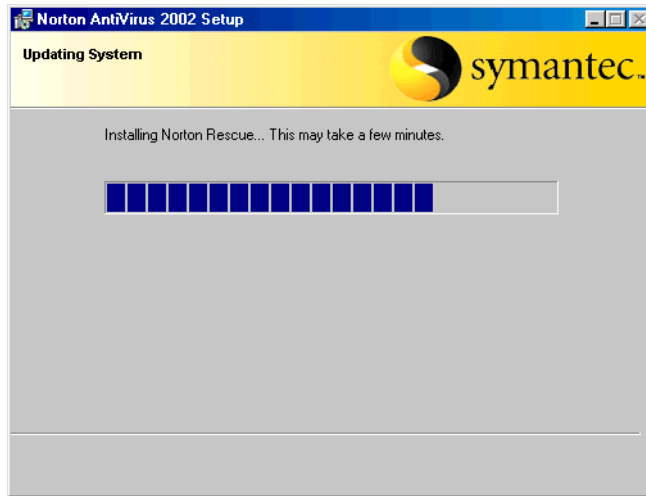 Norton AntiVirus 2002 Setup
Updating System
symantec.
Installing Norton Rescue... This may take a few minutes.